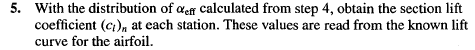 5. With the distribution of αeff calculated from step 4, obtain the section lift
coefficient (cl)n at each station. These values are read from the known lift
curve for the airfoil.